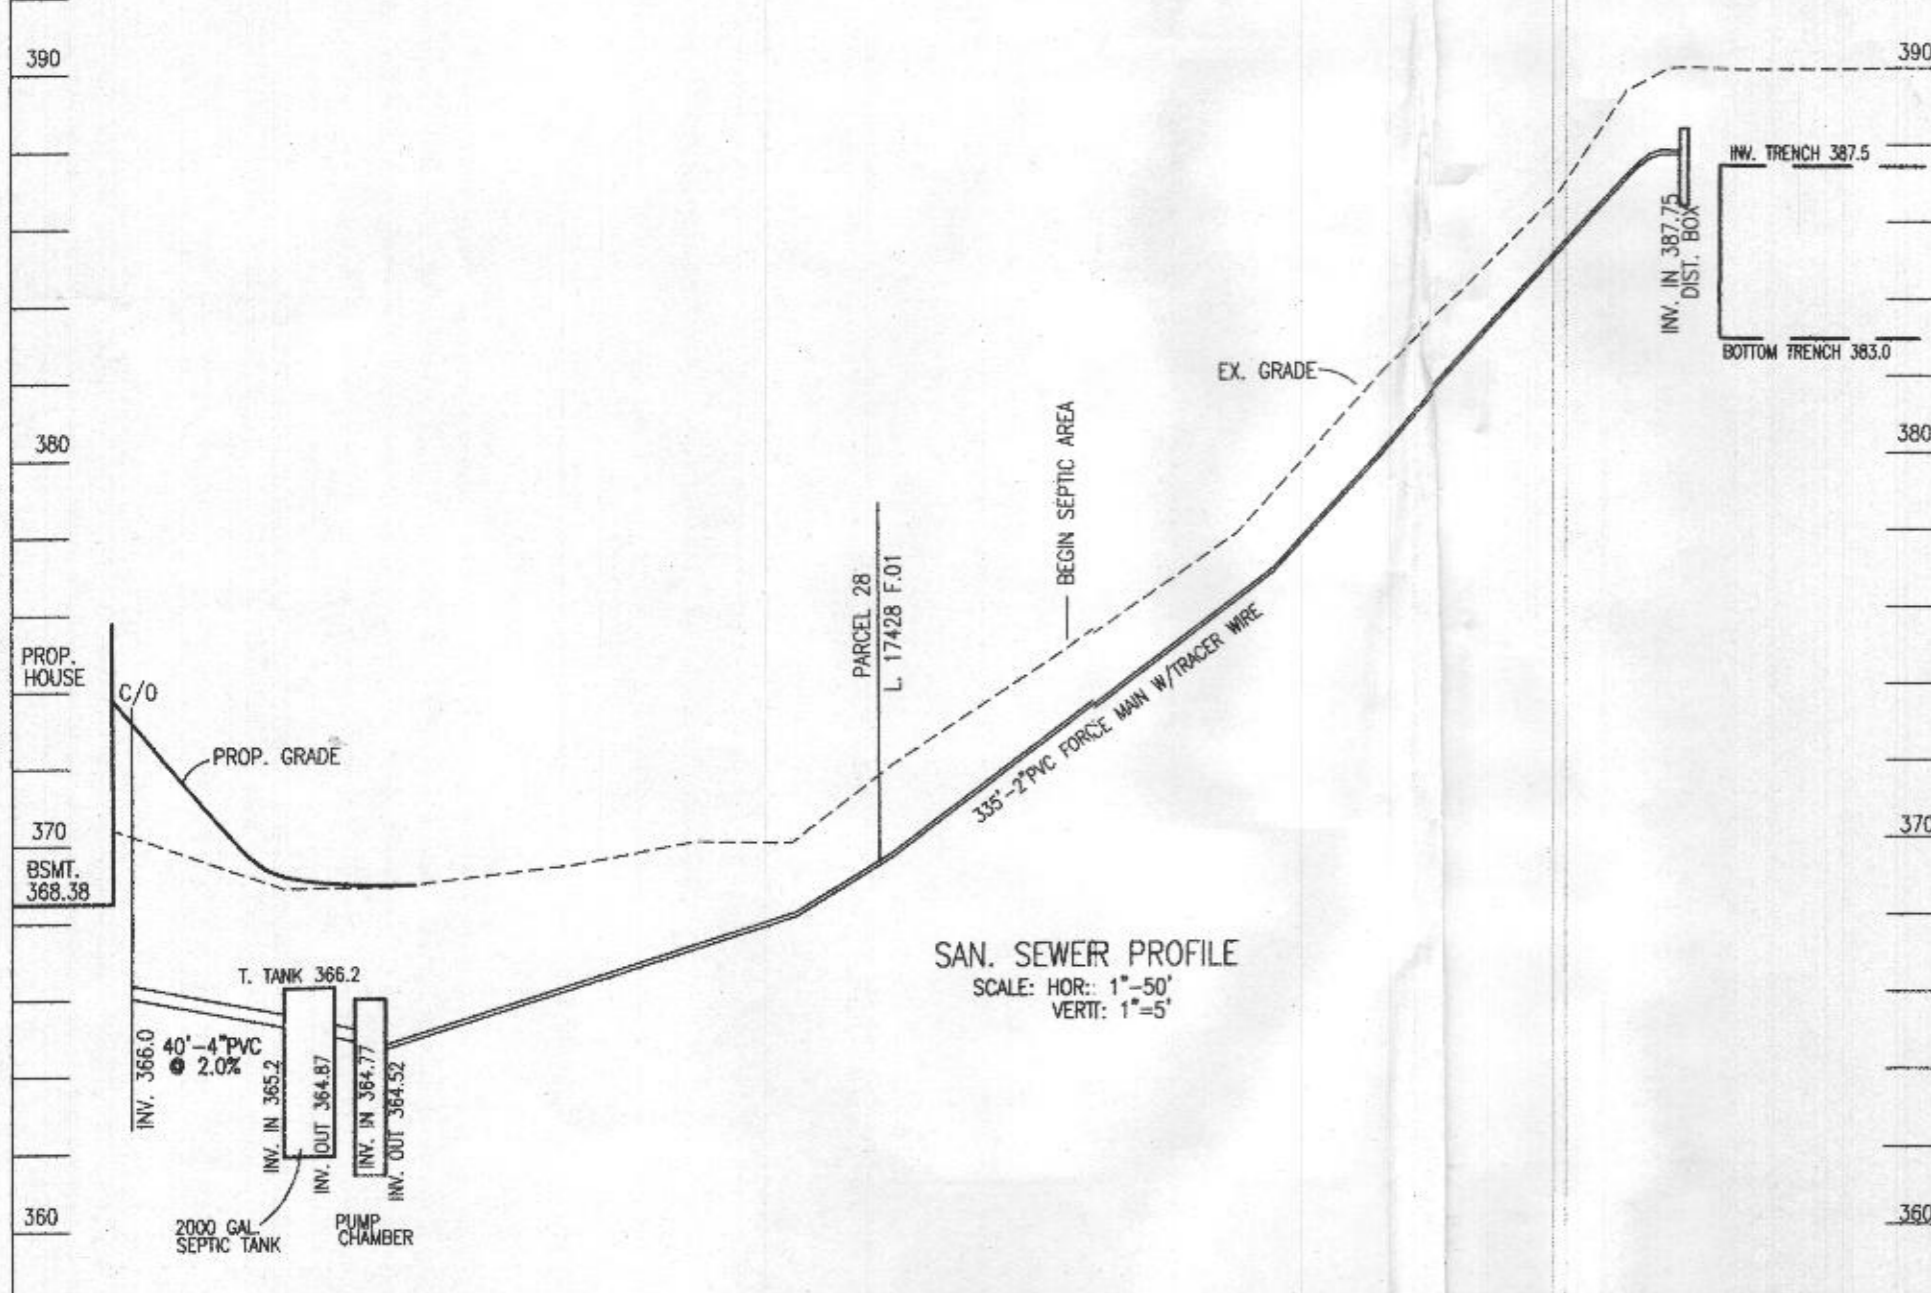 390
380
PROP.
HOUSE
C/O
PROP. GRADE
370
BSMT.
368.38
T. TANK 366.2
INV. 366.0
40'-4"PVC
@ 2.0%
INV. IN 365.2
INV. OUT 364.87
INV. IN 364.77
INV. OUT 364.52
360
2000 GAL.
SEPTIC TANK
PUMP
CHAMBER
PARCEL 28
L. 17428 F.01
BEGIN SEPTIC AREA
EX. GRADE
335'-2"PVC FORCE MAIN W/TRACER WIRE
SAN. SEWER PROFILE
SCALE: HOR: 1"-50'
VERT: 1"=5'
INV. IN 387.75
DIST. BOX
INV. TRENCH 387.5
BOTTOM TRENCH 383.0
390
380
370
360